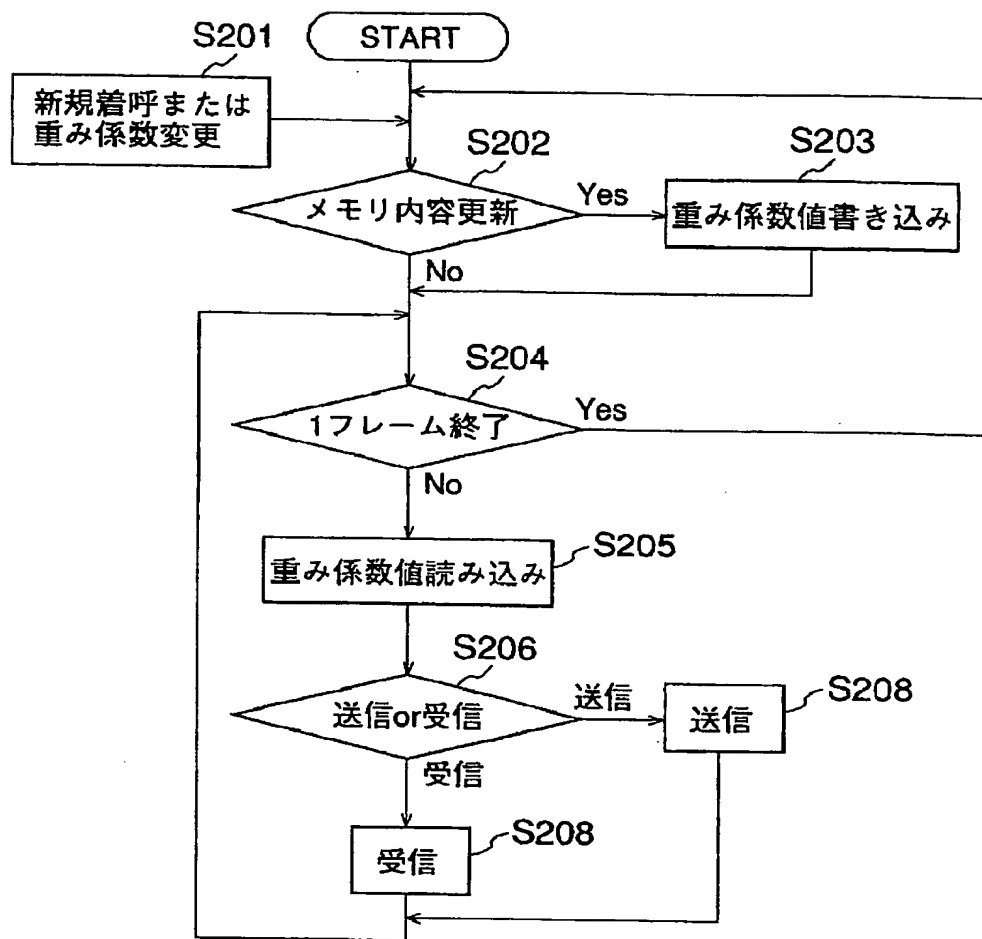 START
S201
新規着呼または
重み係数変更
S202
メモリ内容更新
Yes
S203
重み係数値書き込み
No
S204
1フレーム終了
Yes
No
S205
重み係数値読み込み
S206
送信or受信
送信
S208
送信
受信
S208
受信